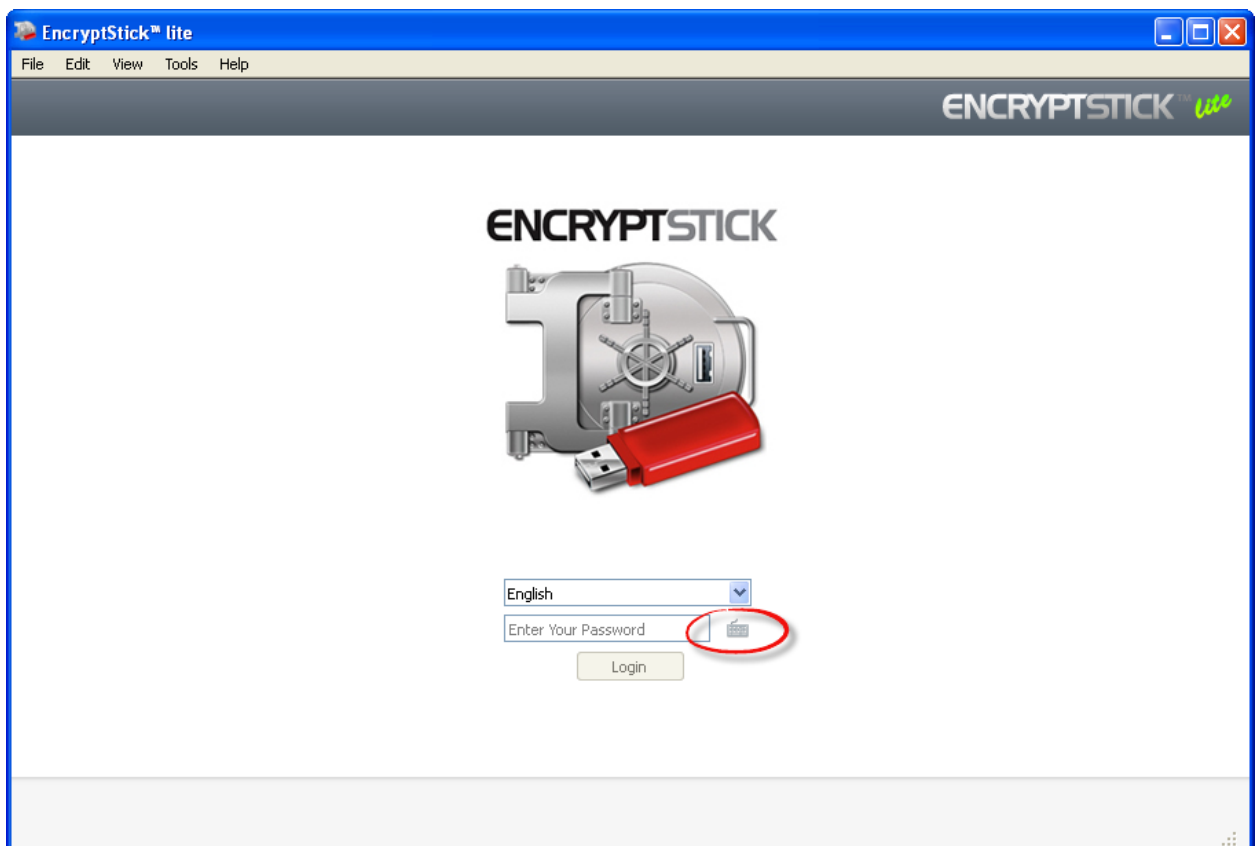 EncryptStick™ lite
File Edit View Tools Help
ENCRYPTSTICK™ lite
ENCRYPTSTICK
English
Enter Your Password
Login